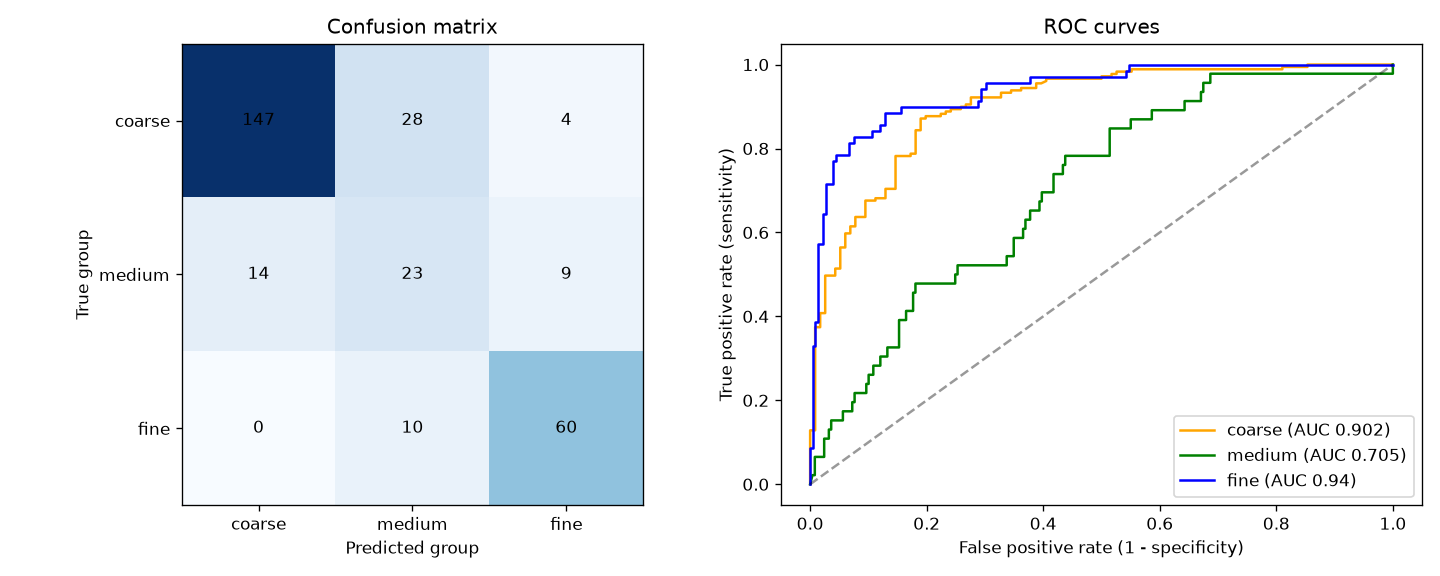 Confusion matrix
True group
coarse
medium
fine
147 28 4
14 23 9
0 10 60
coarse medium fine
Predicted group
ROC curves
True positive rate (sensitivity)
1.0
0.8
0.6
0.4
0.2
0.0
0.0 0.2 0.4 0.6 0.8 1.0
False positive rate (1 - specificity)
coarse (AUC 0.902)
medium (AUC 0.705)
fine (AUC 0.94)